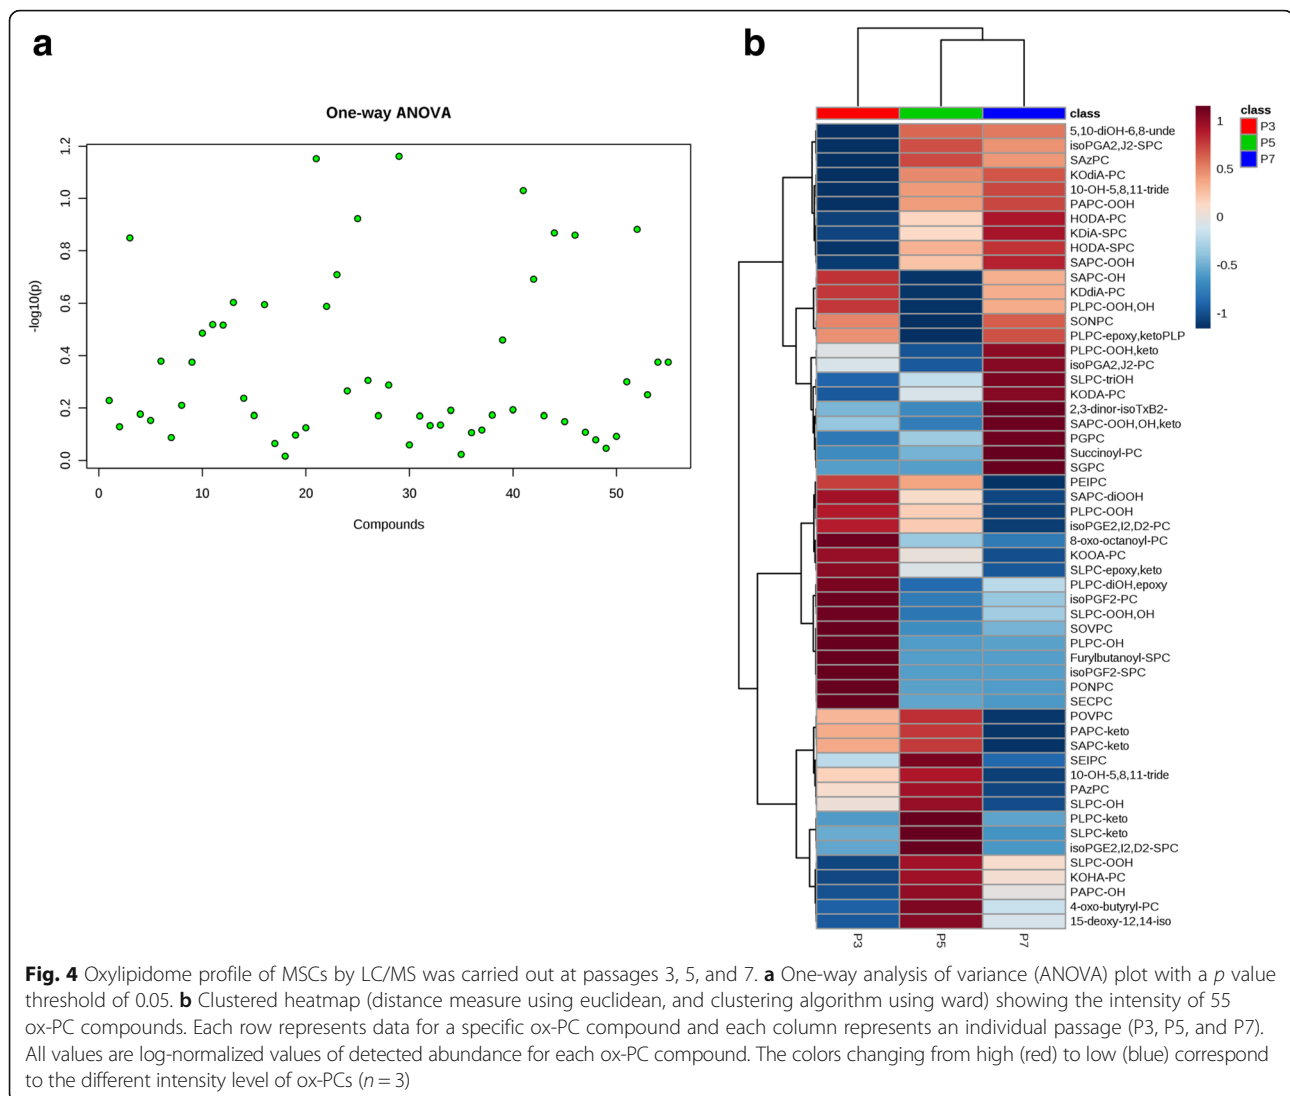 a
One-way ANOVA
-log10(p)
1.2
1.0
0.8
0.6
0.4
0.2
0.0
0 10 20 30 40 50
Compounds
b
class
5,10-diOH-6,8-unde
isoPGA2,J2-SPC
SAzPC
KOdiA-PC
10-OH-5,8,11-tride
PAPC-OOH
HODA-PC
KDiA-SPC
HODA-SPC
SAPC-OOH
SAPC-OH
KDdiA-PC
PLPC-OOH,OH
SONPC
PLPC-epoxy,ketoPLP
PLPC-OOH,keto
isoPGA2,J2-PC
SLPC-triOH
KODA-PC
2,3-dinor-isoTxB2-
SAPC-OOH,OH,keto
PGPC
Succinoyl-PC
SGPC
PEIPC
SAPC-diOOH
PLPC-OOH
isoPGE2,I2,D2-PC
8-oxo-octanoyl-PC
KOOA-PC
SLPC-epoxy,keto
PLPC-diOH,epoxy
isoPGF2-PC
SLPC-OOH,OH
SOVPC
PLPC-OH
Furylbutanoyl-SPC
isoPGF2-SPC
PONPC
SECPC
POVPC
PAPC-keto
SAPC-keto
SEIPC
10-OH-5,8,11-tride
PAzPC
SLPC-OH
PLPC-keto
SLPC-keto
isoPGE2,I2,D2-SPC
SLPC-OOH
KOHA-PC
PAPC-OH
4-oxo-butyryl-PC
15-deoxy-12,14-iso
P3 P5 P7
1
0.5
0
-0.5
-1
class
P3
P5
P7
Fig. 4 Oxylipidome profile of MSCs by LC/MS was carried out at passages 3, 5, and 7. a One-way analysis of variance (ANOVA) plot with a p value
threshold of 0.05. b Clustered heatmap (distance measure using euclidean, and clustering algorithm using ward) showing the intensity of 55
ox-PC compounds. Each row represents data for a specific ox-PC compound and each column represents an individual passage (P3, P5, and P7).
All values are log-normalized values of detected abundance for each ox-PC compound. The colors changing from high (red) to low (blue) correspond
to the different intensity level of ox-PCs (n = 3)